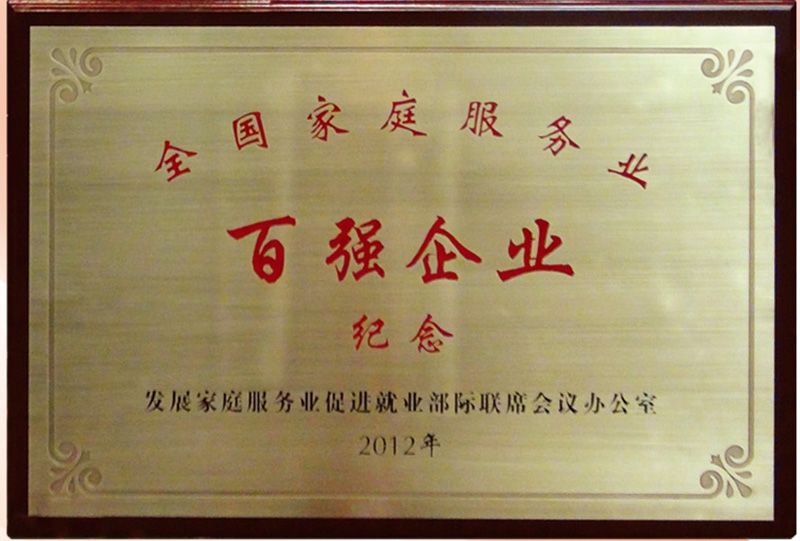 全国家庭服务业
百强企业
纪念
发展家庭服务业促进就业部际联席会议办公室
2012年